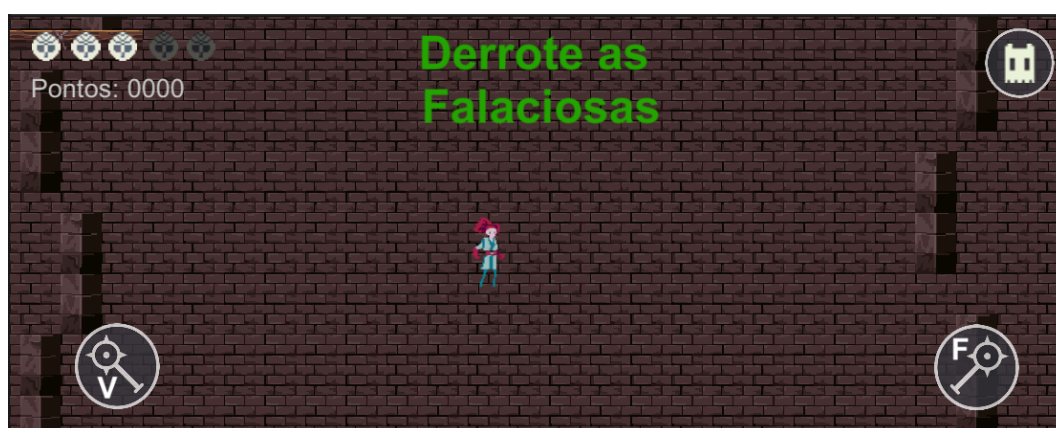 Derrote as
Falaciosas
Pontos: 0000
V
F